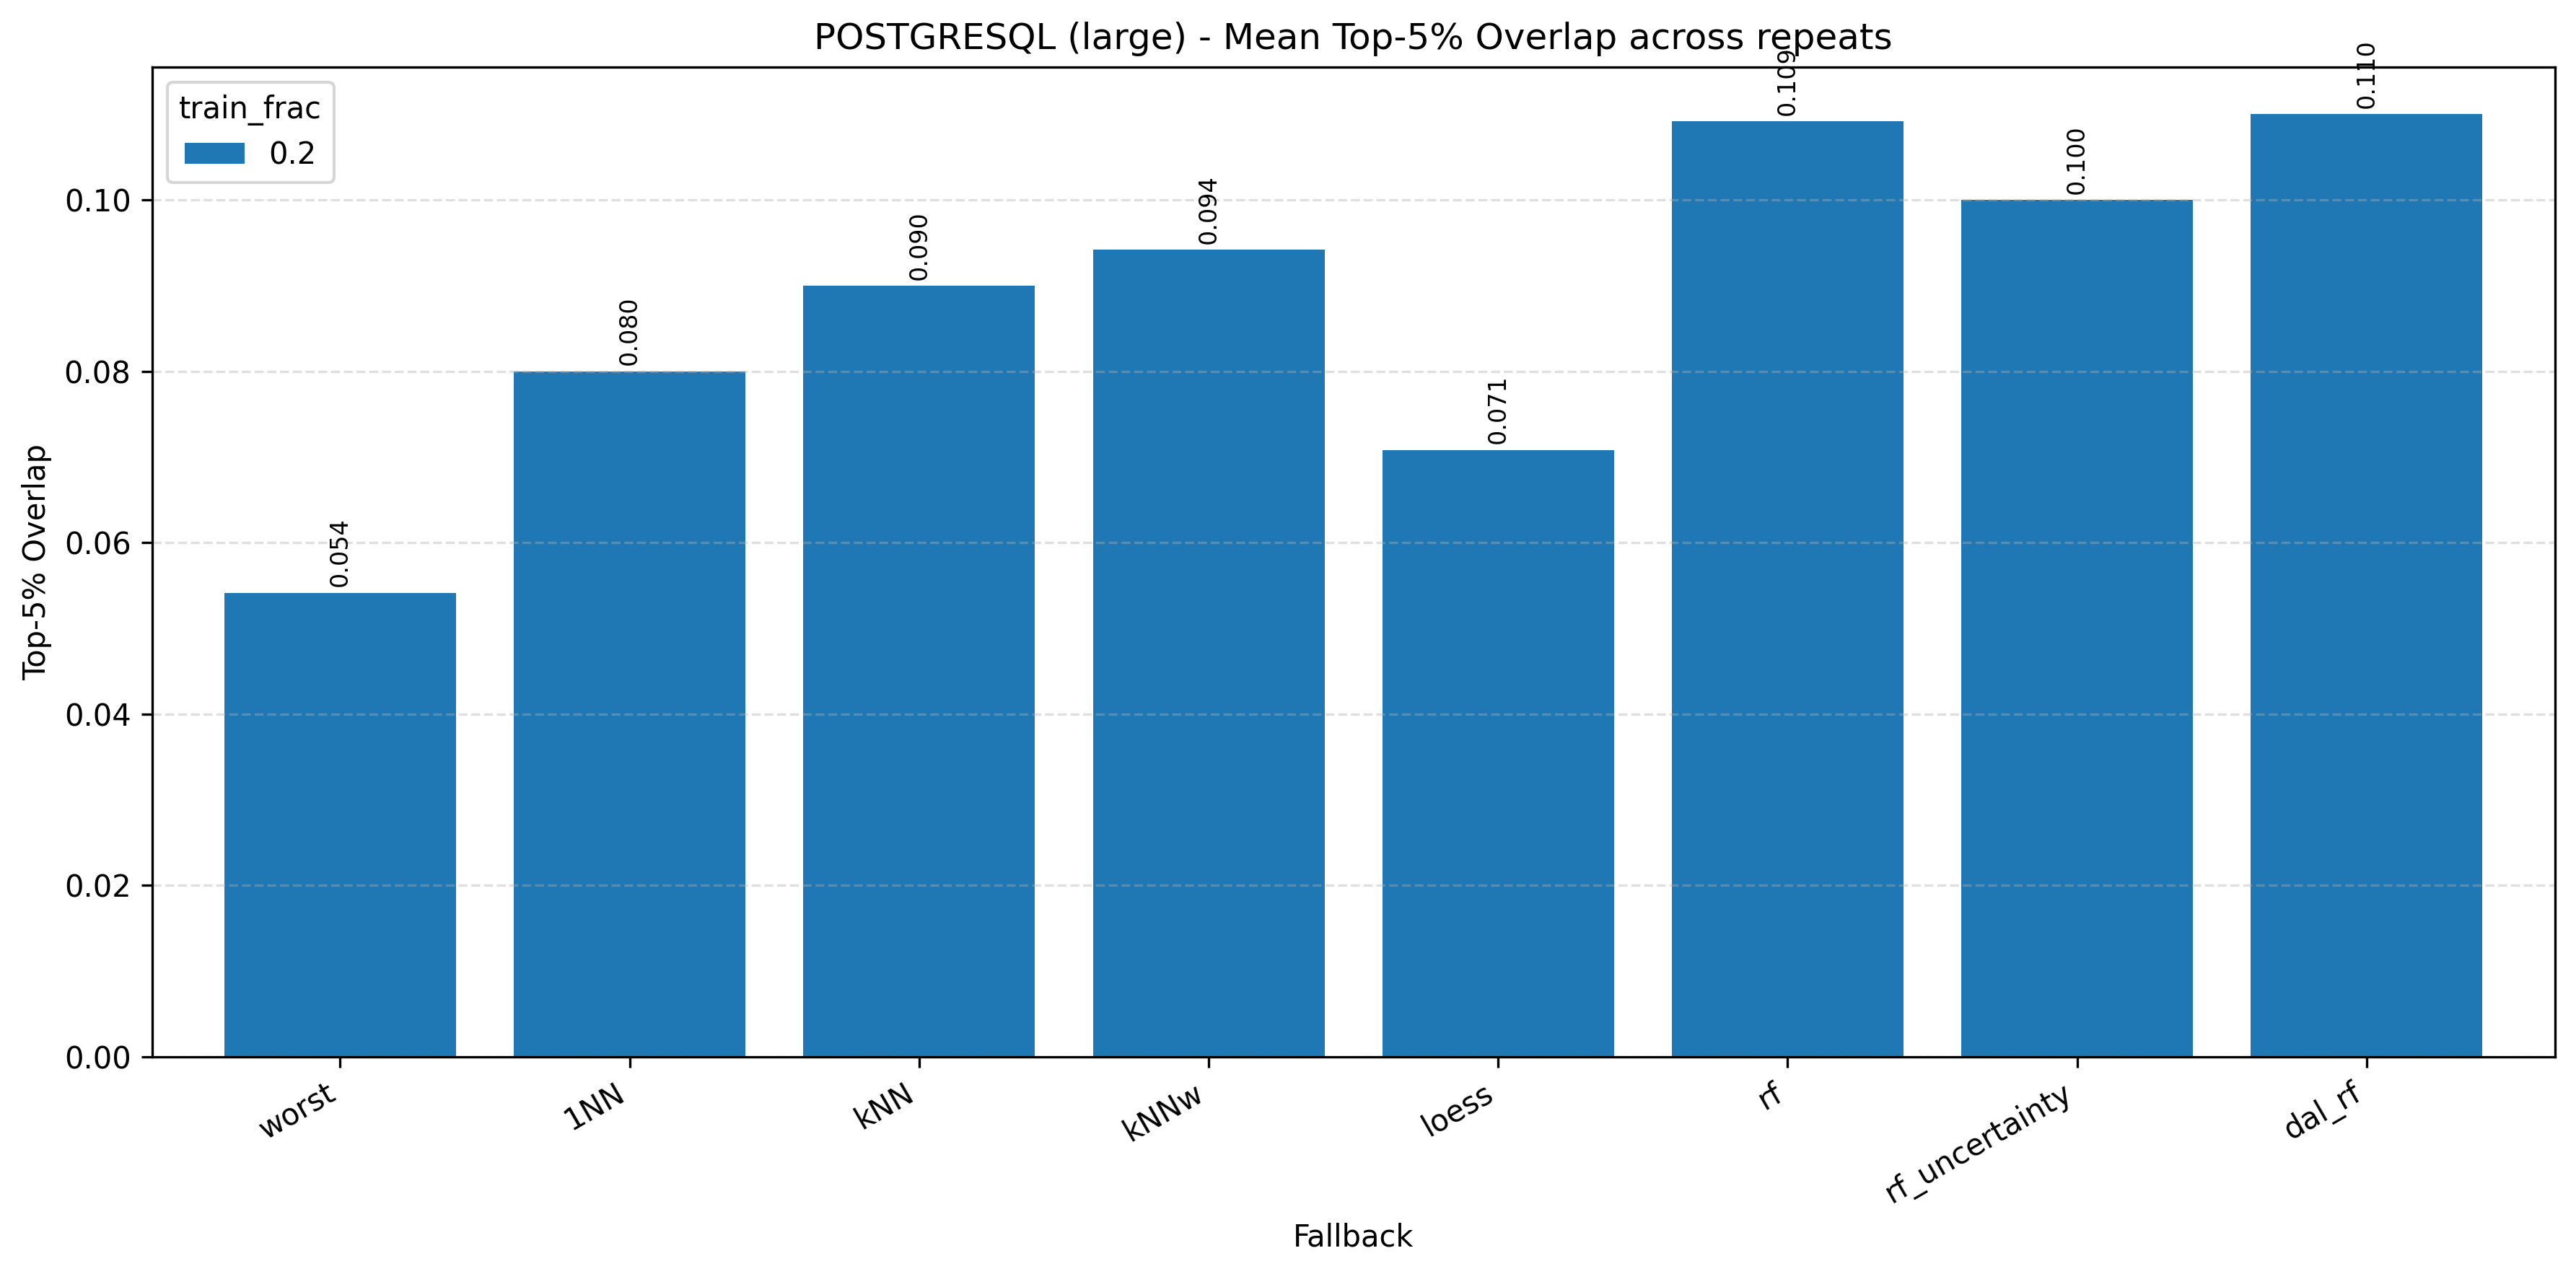 POSTGRESQL (large) - Mean Top-5% Overlap across repeats
train_frac
0.2
Top-5% Overlap
0.10
0.08
0.06
0.04
0.02
0.00
0.054
0.080
0.090
0.094
0.071
0.109
0.100
0.110
worst
1NN
kNN
kNNw
loess
rf
rf_uncertainty
dal_rf
Fallback